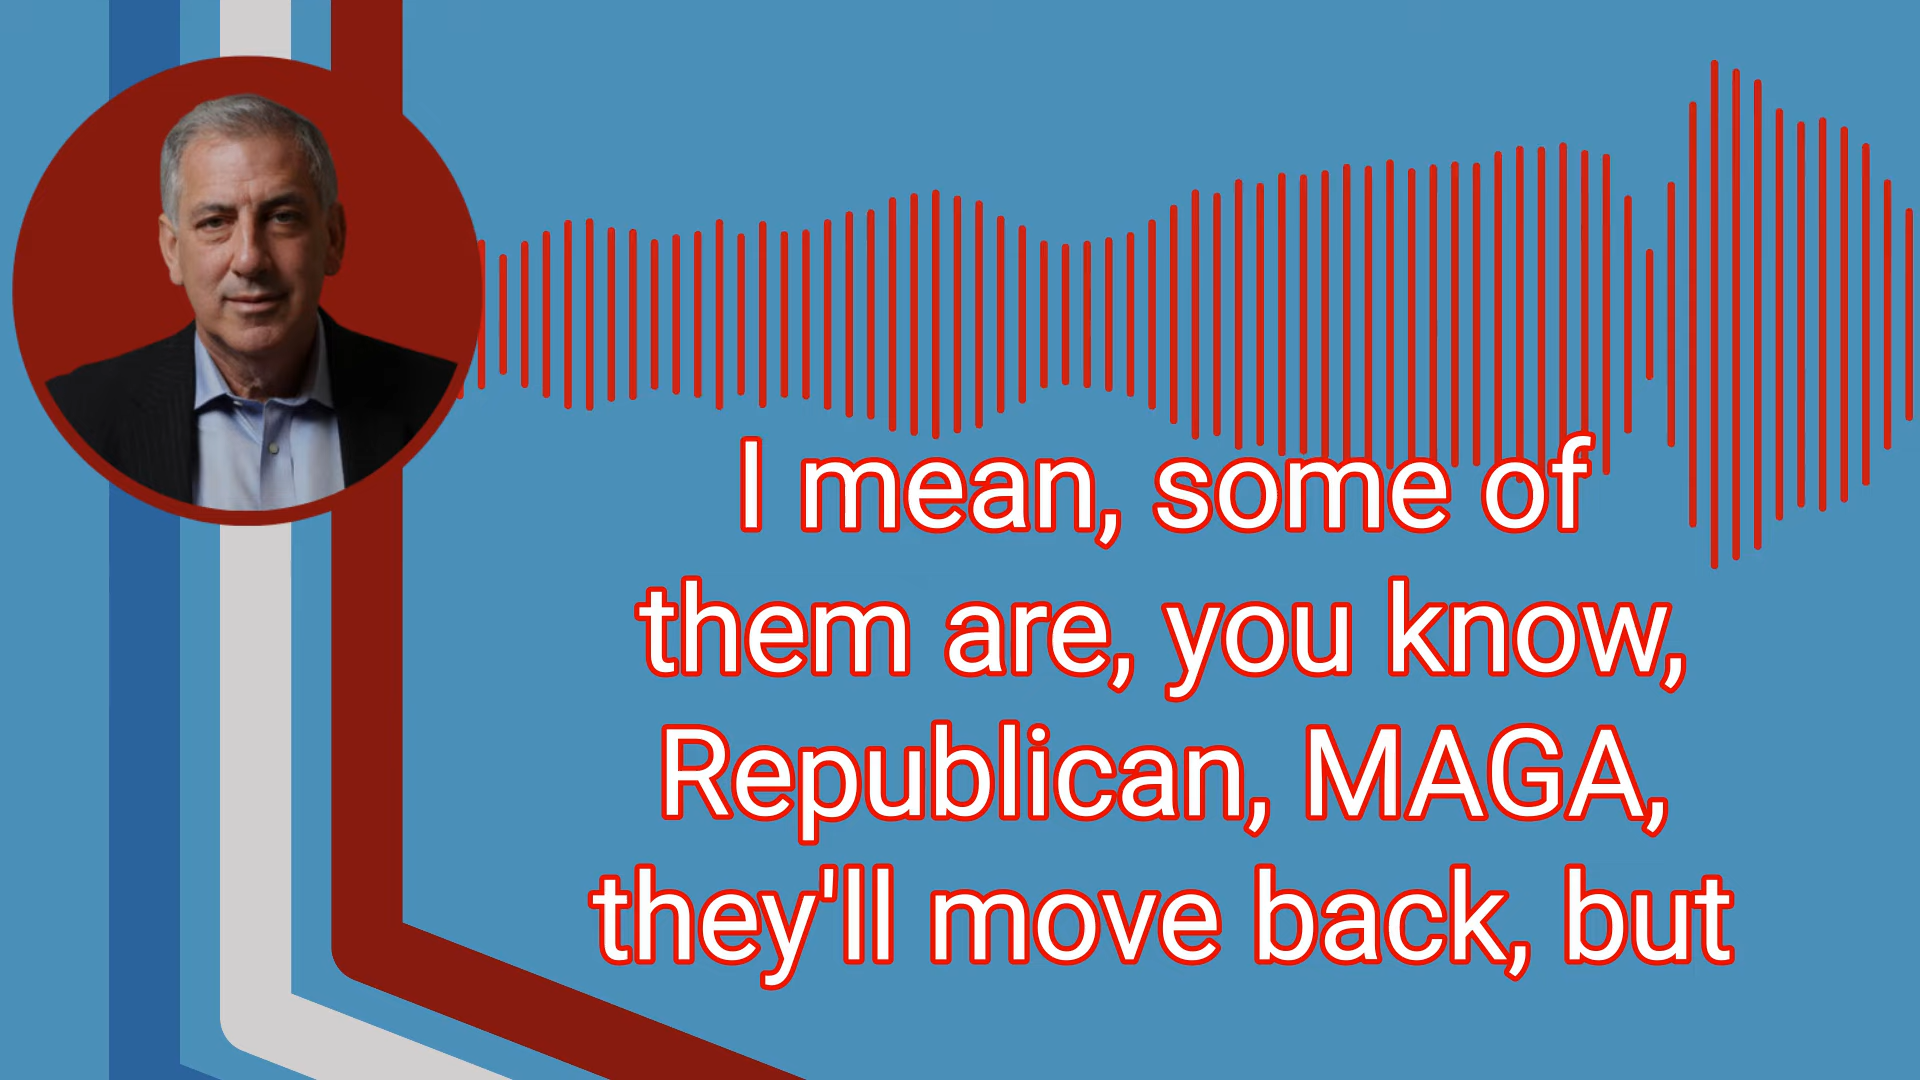 I mean, some of
them are, you know,
Republican, MAGA,
they'll move back, but